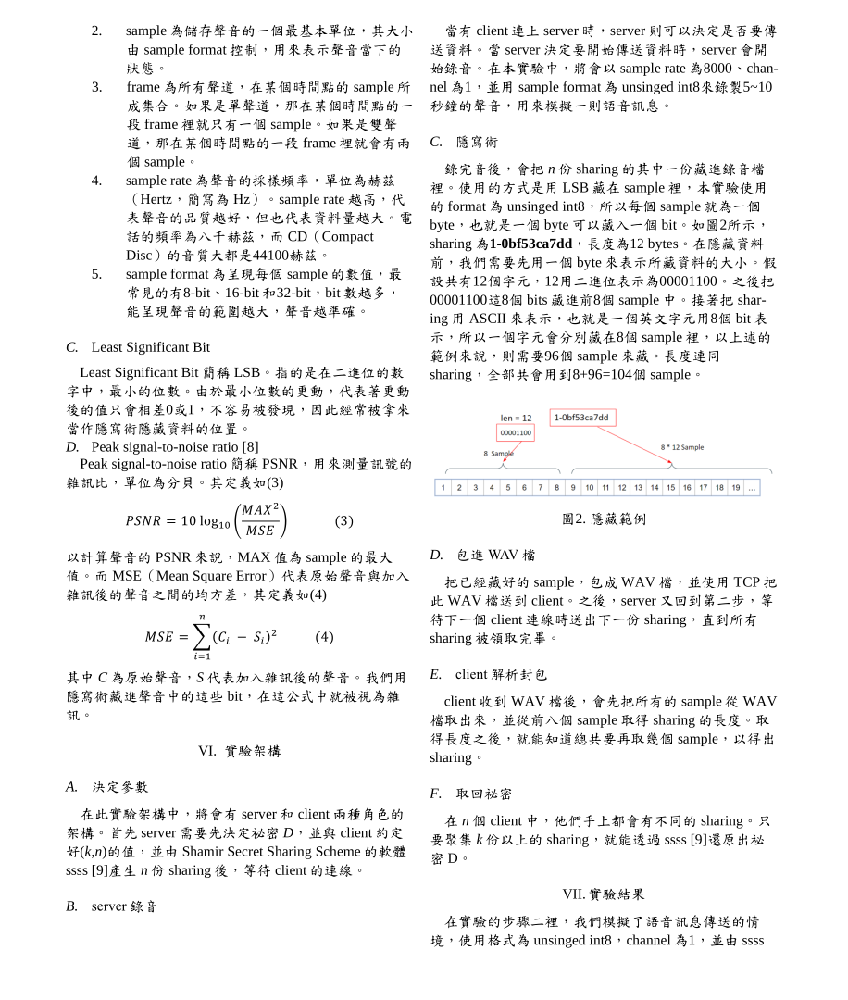 2. sample 為儲存聲音的一個最基本單位，其大小
由 sample format 控制，用來表示聲音當下的
狀態。
3. frame 為所有聲道，在某個時間點的 sample 所
成集合。如果是單聲道，那在某個時間點的一
段 frame 裡就只有一個 sample。如果是雙聲
道，那在某個時間點的一段 frame 裡就會有兩
個 sample。
4. sample rate 為聲音的採樣頻率，單位為赫茲
（Hertz，簡寫為 Hz）。sample rate 越高，代
表聲音的品質越好，但也代表資料量越大。電
話的頻率為八千赫茲，而 CD（Compact
Disc）的音質大都是44100赫茲。
5. sample format 為呈現每個 sample 的數值，最
常見的有8-bit、16-bit 和32-bit，bit 數越多，
能呈現聲音的範圍越大，聲音越準確。
C. Least Significant Bit
Least Significant Bit 簡稱 LSB。指的是在二進位的數
字中，最小的位數。由於最小位數的更動，代表著更動
後的值只會相差0或1，不容易被發現，因此經常被拿來
當作隱寫術隱藏資料的位置。
D. Peak signal-to-noise ratio [8]
Peak signal-to-noise ratio 簡稱 PSNR，用來測量訊號的
雜訊比，單位為分貝。其定義如(3)
PSNR = 10 log₁₀ (MAX²/MSE) (3)
以計算聲音的 PSNR 來說，MAX 值為 sample 的最大
值。而 MSE（Mean Square Error）代表原始聲音與加入
雜訊後的聲音之間的均方差，其定義如(4)
MSE = ∑ⁿᵢ₌₁ (Cᵢ − Sᵢ)² (4)
其中 C 為原始聲音，S 代表加入雜訊後的聲音。我們用
隱寫術藏進聲音中的這些 bit，在這公式中就被視為雜
訊。
VI. 實驗架構
A. 決定參數
在此實驗架構中，將會有 server 和 client 兩種角色的
架構。首先 server 需要先決定祕密 D，並與 client 約定
好(k,n)的值，並由 Shamir Secret Sharing Scheme 的軟體
ssss [9]產生 n 份 sharing 後，等待 client 的連線。
B. server 錄音
當有 client 連上 server 時，server 則可以決定是否要傳
送資料。當 server 決定要開始傳送資料時，server 會開
始錄音。在本實驗中，將會以 sample rate 為8000、chan-
nel 為1，並用 sample format 為 unsinged int8來錄製5~10
秒鐘的聲音，用來模擬一則語音訊息。
C. 隱寫術
錄完音後，會把 n 份 sharing 的其中一份藏進錄音檔
裡。使用的方式是用 LSB 藏在 sample 裡，本實驗使用
的 format 為 unsinged int8，所以每個 sample 就為一個
byte，也就是一個 byte 可以藏入一個 bit。如圖2所示，
sharing 為1-0bf53ca7dd，長度為12 bytes。在隱藏資料
前，我們需要先用一個 byte 來表示所藏資料的大小。假
設共有12個字元，12用二進位表示為00001100。之後把
00001100這8個 bits 藏進前8個 sample 中。接著把 shar-
ing 用 ASCII 來表示，也就是一個英文字元用8個 bit 表
示，所以一個字元會分別藏在8個 sample 裡，以上述的
範例來說，則需要96個 sample 來藏。長度連同
sharing，全部共會用到8+96=104個 sample。
len = 12
1-0bf53ca7dd
00001100
8 Sample
8 * 12 Sample
1 2 3 4 5 6 7 8 9 10 11 12 13 14 15 16 17 18 19 ...
圖2. 隱藏範例
D. 包進 WAV 檔
把已經藏好的 sample，包成 WAV 檔，並使用 TCP 把
此 WAV 檔送到 client。之後，server 又回到第二步，等
待下一個 client 連線時送出下一份 sharing，直到所有
sharing 被領取完畢。
E. client 解析封包
client 收到 WAV 檔後，會先把所有的 sample 從 WAV
檔取出來，並從前八個 sample 取得 sharing 的長度。取
得長度之後，就能知道總共要再取幾個 sample，以得出
sharing。
F. 取回祕密
在 n 個 client 中，他們手上都會有不同的 sharing。只
要聚集 k 份以上的 sharing，就能透過 ssss [9]還原出祕
密 D。
VII. 實驗結果
在實驗的步驟二裡，我們模擬了語音訊息傳送的情
境，使用格式為 unsinged int8，channel 為1，並由 ssss